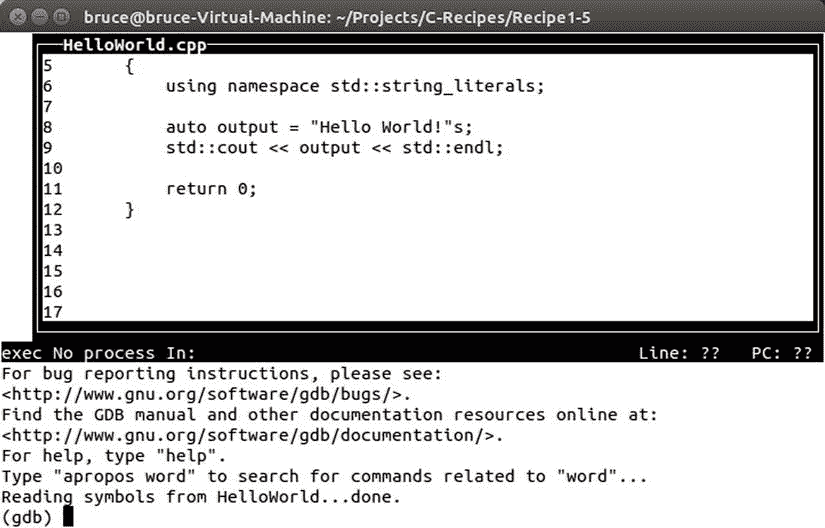 bruce@bruce-Virtual-Machine: ~/Projects/C-Recipes/Recipe1-5
HelloWorld.cpp
5       {
6           using namespace std::string_literals;
7
8           auto output = "Hello World!"s;
9           std::cout << output << std::endl;
10
11          return 0;
12      }
13
14
15
16
17
exec No process In:                                          Line: ??   PC: ??
For bug reporting instructions, please see:
<http://www.gnu.org/software/gdb/bugs/>.
Find the GDB manual and other documentation resources online at:
<http://www.gnu.org/software/gdb/documentation/>.
For help, type "help".
Type "apropos word" to search for commands related to "word"...
Reading symbols from HelloWorld...done.
(gdb)